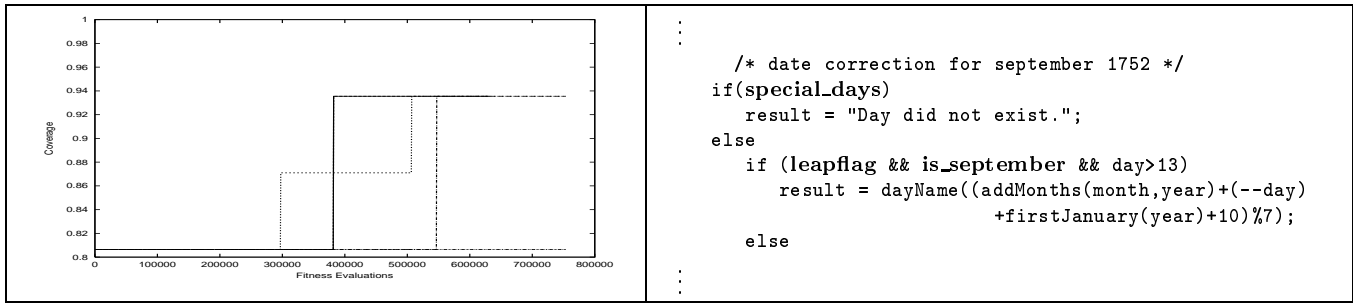 1
0.98
0.96
0.94
0.92
0.9
0.88
0.86
0.84
0.82
0.8
Coverage
0 100000 200000 300000 400000 500000 600000 700000 800000
Fitness Evaluations
/* date correction for september 1752 */
if(special_days)
result = "Day did not exist.";
else
if (leapflag && is_september && day>13)
result = dayName((addMonths(month,year)+(--day)
+firstJanuary(year)+10)%7);
else